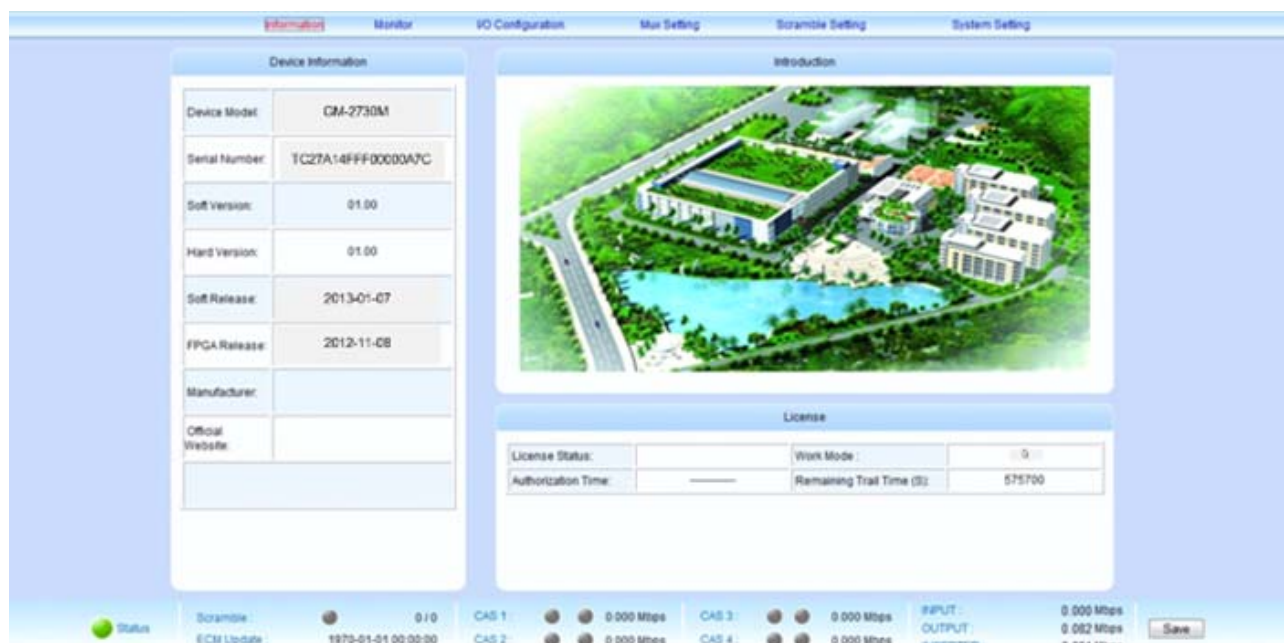 Information Monitor I/O Configuration Mux Setting Scramble Setting System Setting
Device Information
Device Model: GM-2730M
Serial Number: TC27A14FFF00000A7C
Soft Version: 01.00
Hard Version: 01.00
Soft Release: 2013-01-07
FPGA Release: 2012-11-08
Manufacturer:
Official
Website:
Introduction
License
License Status: Work Mode :
Authorization Time: ——— Remaining Trail Time (S): 575700
Status
Scramble : 0 / 0
ECM Update : 1970-01-01 00:00:00
CAS 1 : 0.000 Mbps
CAS 2 : 0.000 Mbps
CAS 3 : 0.000 Mbps
CAS 4 : 0.000 Mbps
INPUT : 0.000 Mbps
OUTPUT : 0.082 Mbps
Save